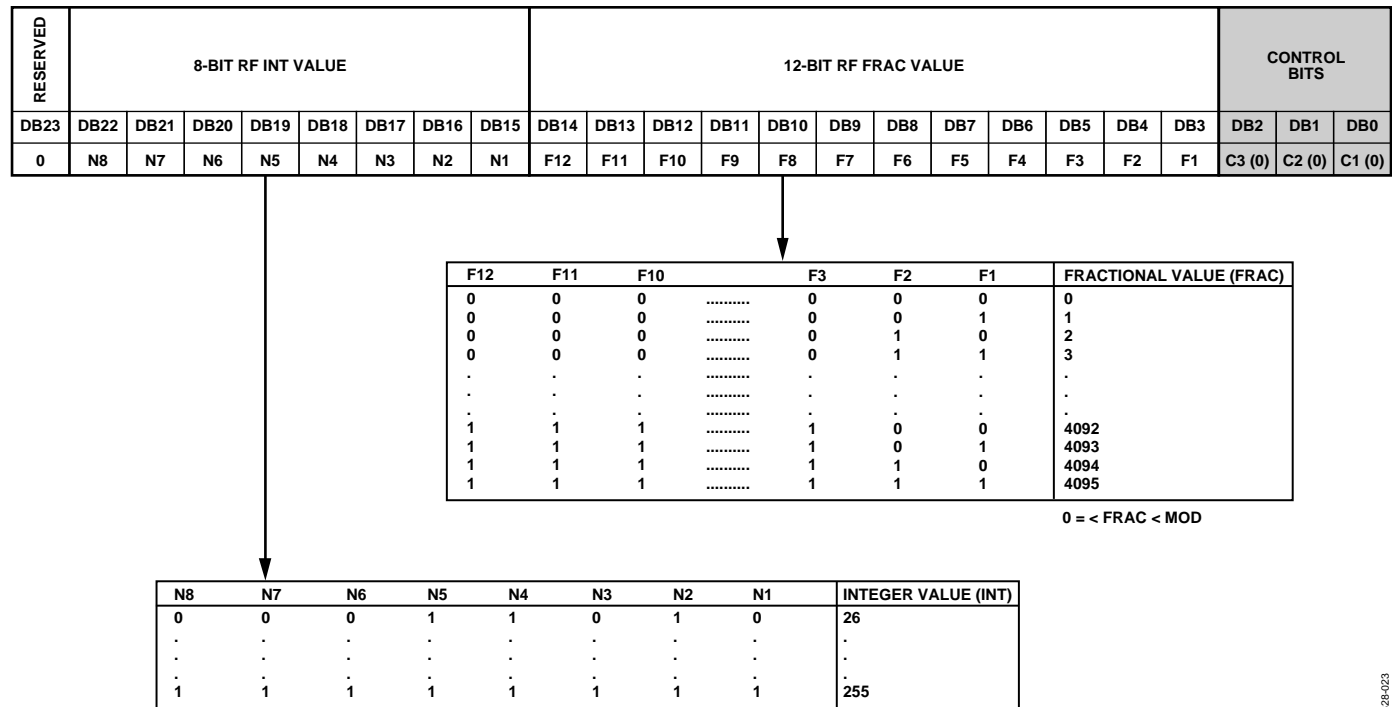 RESERVED
8-BIT RF INT VALUE
12-BIT RF FRAC VALUE
CONTROL
BITS
DB23 DB22 DB21 DB20 DB19 DB18 DB17 DB16 DB15 DB14 DB13 DB12 DB11 DB10 DB9 DB8 DB7 DB6 DB5 DB4 DB3 DB2 DB1 DB0
0 N8 N7 N6 N5 N4 N3 N2 N1 F12 F11 F10 F9 F8 F7 F6 F5 F4 F3 F2 F1 C3 (0) C2 (0) C1 (0)
F12 F11 F10 .......... F3 F2 F1 FRACTIONAL VALUE (FRAC)
0 0 0 .......... 0 0 0 0
0 0 0 .......... 0 0 1 1
0 0 0 .......... 0 1 0 2
0 0 0 .......... 0 1 1 3
. . . .......... . . . .
. . . .......... . . . .
. . . .......... . . . .
1 1 1 .......... 1 0 0 4092
1 1 1 .......... 1 0 1 4093
1 1 1 .......... 1 1 0 4094
1 1 1 .......... 1 1 1 4095
0 = < FRAC < MOD
N8 N7 N6 N5 N4 N3 N2 N1 INTEGER VALUE (INT)
0 0 0 1 1 0 1 0 26
. . . . . . . . .
. . . . . . . . .
. . . . . . . . .
1 1 1 1 1 1 1 1 255
28-023